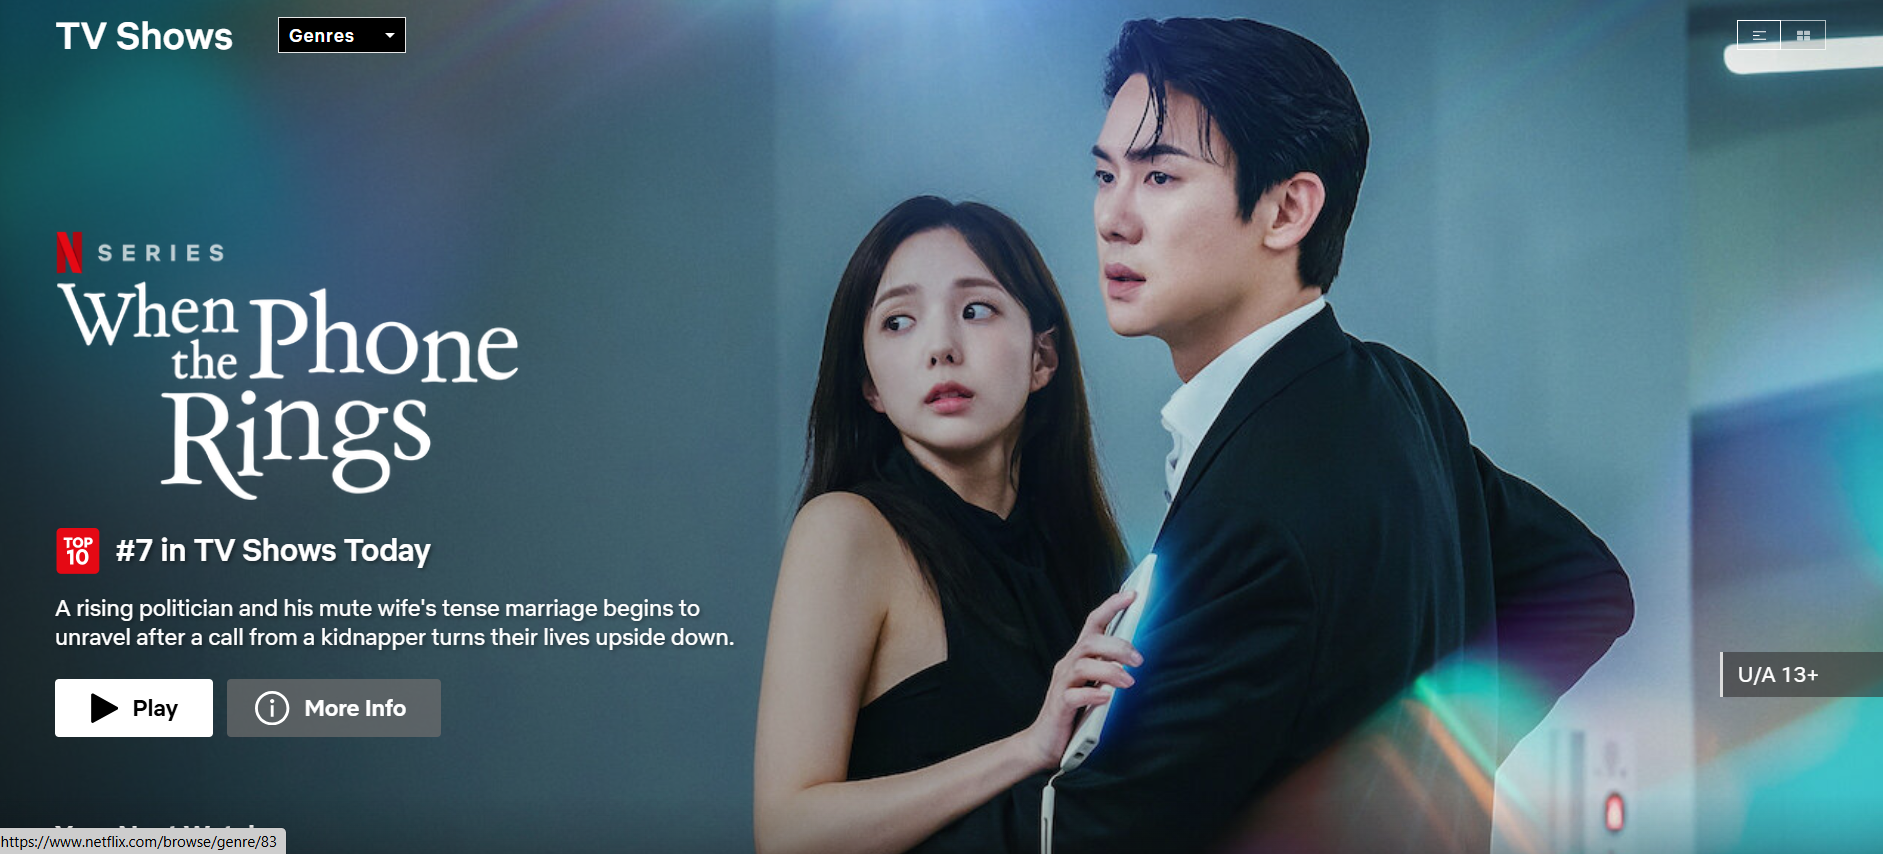 TV Shows
Genres
N SERIES
When
the Phone
Rings
TOP
10
#7 in TV Shows Today
A rising politician and his mute wife's tense marriage begins to
unravel after a call from a kidnapper turns their lives upside down.
Play
More Info
U/A 13+
https://www.netflix.com/browse/genre/83